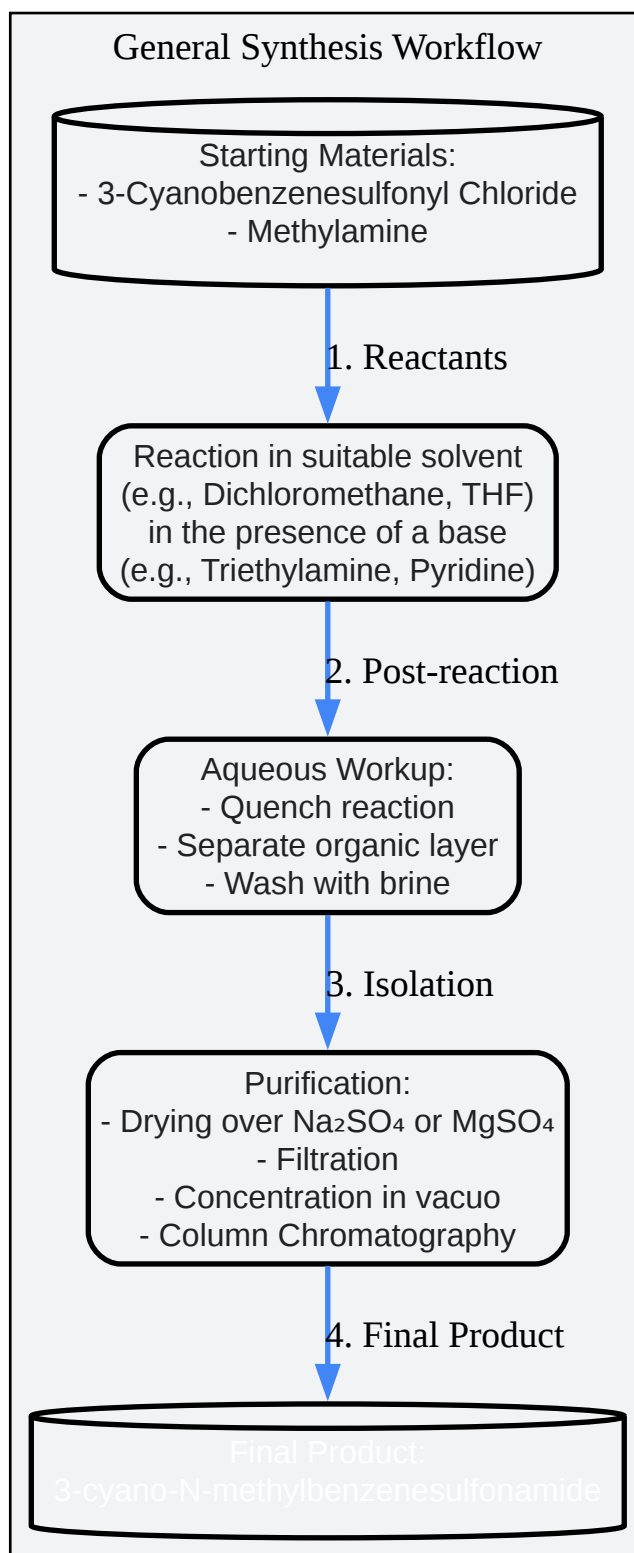 General Synthesis Workflow
Starting Materials:
- 3-Cyanobenzenesulfonyl Chloride
- Methylamine
1. Reactants
Reaction in suitable solvent
(e.g., Dichloromethane, THF)
in the presence of a base
(e.g., Triethylamine, Pyridine)
2. Post-reaction
Aqueous Workup:
- Quench reaction
- Separate organic layer
- Wash with brine
3. Isolation
Purification:
- Drying over Na₂SO₄ or MgSO₄
- Filtration
- Concentration in vacuo
- Column Chromatography
4. Final Product
Final Product:
3-cyano-N-methylbenzenesulfonamide